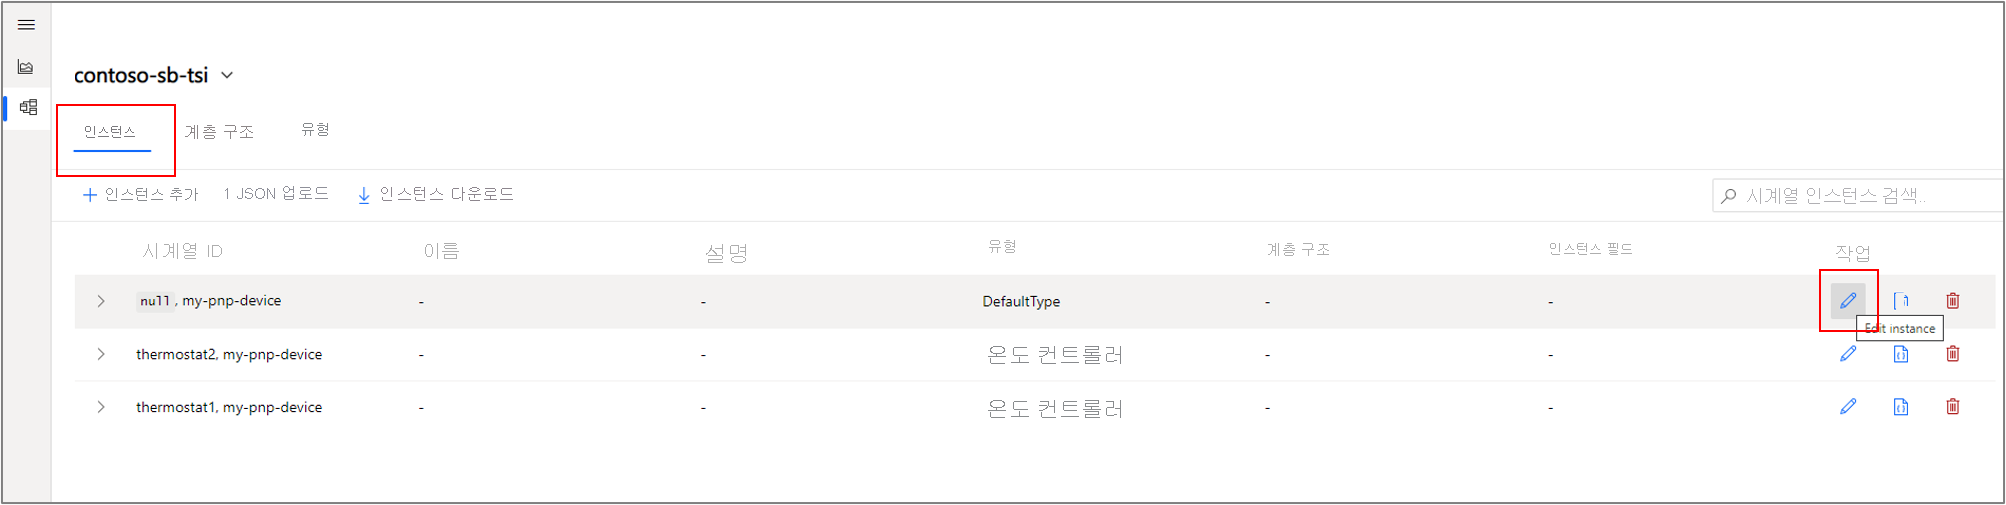 contoso-sb-tsi
인스턴스 계층 구조 유형
인스턴스 추가 1 JSON 업로드 인스턴스 다운로드 시계열 인스턴스 검색..
시계열 ID 이름 설명 유형 계층 구조 인스턴스 필드 작업
null, my-pnp-device - - DefaultType - -
Edit instance
thermostat2, my-pnp-device - - 온도 컨트롤러 - -
thermostat1, my-pnp-device - - 온도 컨트롤러 - -